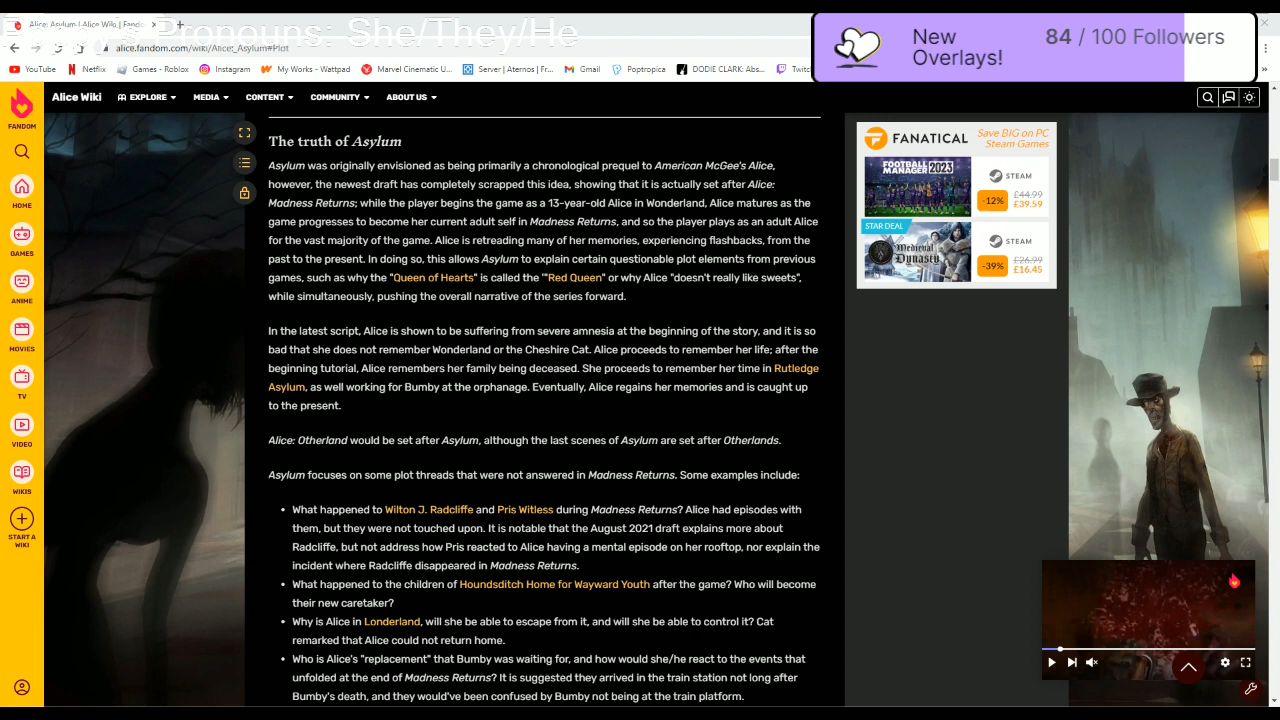 Alice: Asylum | Alice Wiki | Fando
Pronouns: She/They/He
alice.fandom.com/wiki/Alice:_Asylum#Plot
New
Overlays!
84 / 100 Followers
YouTube Netflix Games - Roblox Instagram My Works - Wattpad Marvel Cinematic U... Server | Aternos | Fr... Gmail Poptropica DODIE CLARK: Abs... Twitc
Alice Wiki EXPLORE MEDIA CONTENT COMMUNITY ABOUT US
FANDOM
HOME
GAMES
ANIME
MOVIES
TV
VIDEO
WIKIS
START A
WIKI
The truth of Asylum
Asylum was originally envisioned as being primarily a chronological prequel to American McGee's Alice,
however, the newest draft has completely scrapped this idea, showing that it is actually set after Alice:
Madness Returns; while the player begins the game as a 13-year-old Alice in Wonderland, Alice matures as the
game progresses to become her current adult self in Madness Returns, and so the player plays as an adult Alice
for the vast majority of the game. Alice is retreading many of her memories, experiencing flashbacks, from the
past to the present. In doing so, this allows Asylum to explain certain questionable plot elements from previous
games, such as why the "Queen of Hearts" is called the '"Red Queen" or why Alice "doesn't really like sweets",
while simultaneously, pushing the overall narrative of the series forward.
In the latest script, Alice is shown to be suffering from severe amnesia at the beginning of the story, and it is so
bad that she does not remember Wonderland or the Cheshire Cat. Alice proceeds to remember her life; after the
beginning tutorial, Alice remembers her family being deceased. She proceeds to remember her time in Rutledge
Asylum, as well working for Bumby at the orphanage. Eventually, Alice regains her memories and is caught up
to the present.
Alice: Otherland would be set after Asylum, although the last scenes of Asylum are set after Otherlands.
Asylum focuses on some plot threads that were not answered in Madness Returns. Some examples include:
• What happened to Wilton J. Radcliffe and Pris Witless during Madness Returns? Alice had episodes with
them, but they were not touched upon. It is notable that the August 2021 draft explains more about
Radcliffe, but not address how Pris reacted to Alice having a mental episode on her rooftop, nor explain the
incident where Radcliffe disappeared in Madness Returns.
• What happened to the children of Houndsditch Home for Wayward Youth after the game? Who will become
their new caretaker?
• Why is Alice in Londerland, will she be able to escape from it, and will she be able to control it? Cat
remarked that Alice could not return home.
• Who is Alice's "replacement" that Bumby was waiting for, and how would she/he react to the events that
unfolded at the end of Madness Returns? It is suggested they arrived in the train station not long after
Bumby's death, and they would've been confused by Bumby not being at the train platform.
FANATICAL
Save BIG on PC
Steam Games
FOOTBALL
MANAGER 2023
STEAM
-12% £44.99
£39.59
STAR DEAL
Medieval
Dynasty
STEAM
-39% £26.99
£16.45